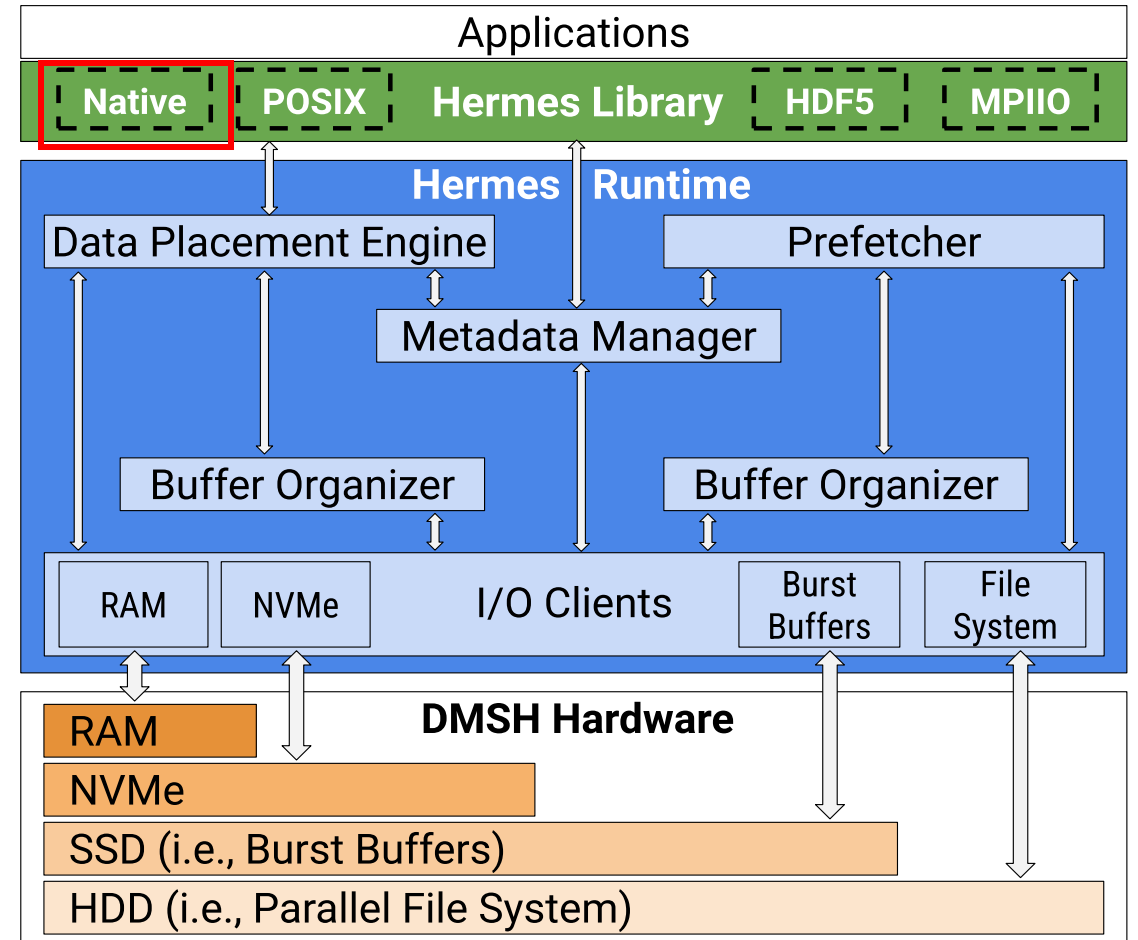 Applications
Native POSIX Hermes Library HDF5 MPIIO
Hermes Runtime
Data Placement Engine Prefetcher
Metadata Manager
Buffer Organizer Buffer Organizer
RAM NVMe I/O Clients Burst Buffers File System
DMSH Hardware
RAM
NVMe
SSD (i.e., Burst Buffers)
HDD (i.e., Parallel File System)